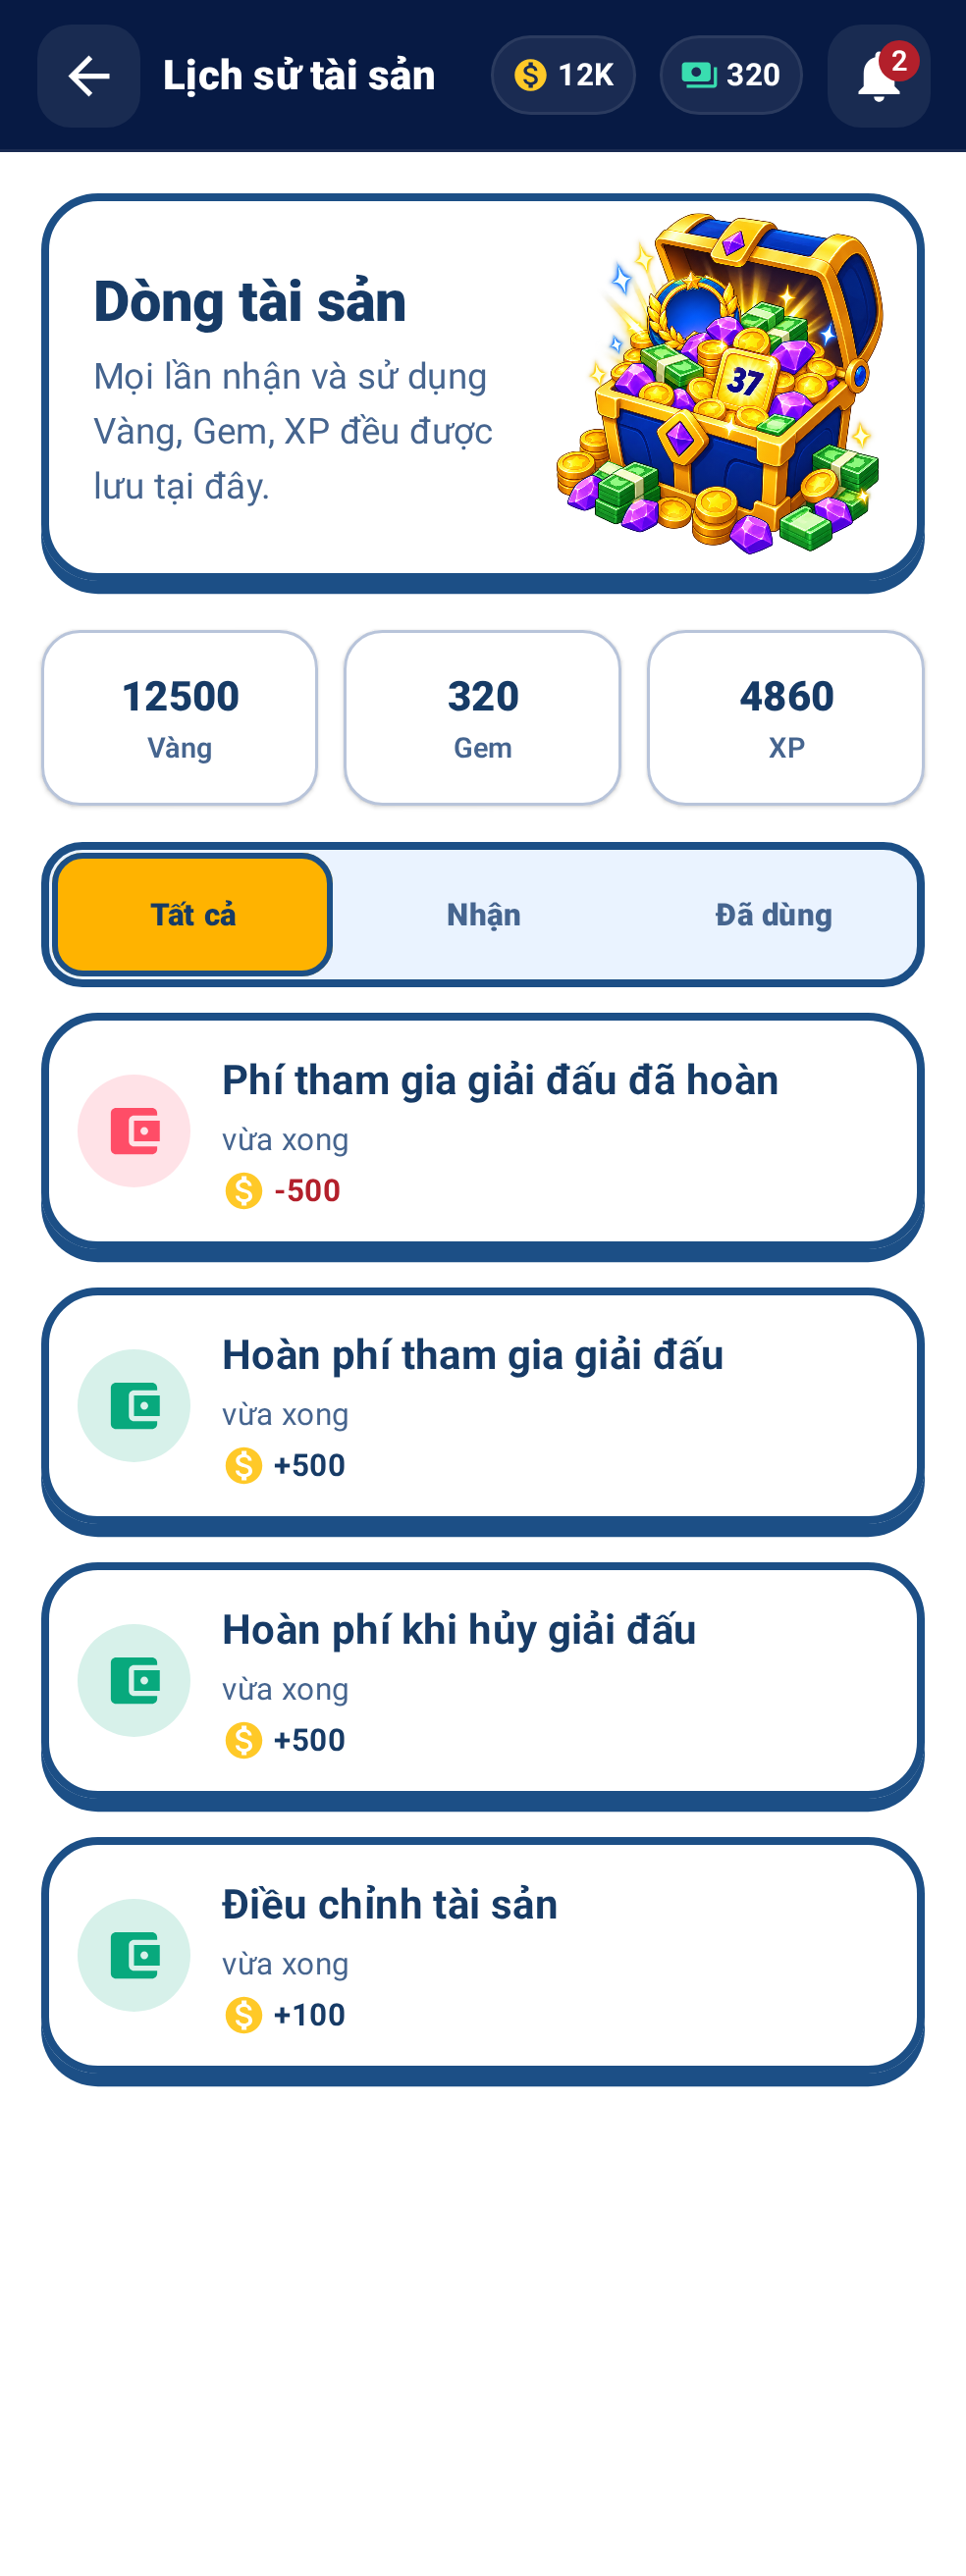 Lịch sử tài sản
12K
320
2
Dòng tài sản
Mọi lần nhận và sử dụng
Vàng, Gem, XP đều được
lưu tại đây.
37
12500
Vàng
320
Gem
4860
XP
Tất cả
Nhận
Đã dùng
Phí tham gia giải đấu đã hoàn
vừa xong
-500
Hoàn phí tham gia giải đấu
vừa xong
+500
Hoàn phí khi hủy giải đấu
vừa xong
+500
Điều chỉnh tài sản
vừa xong
+100